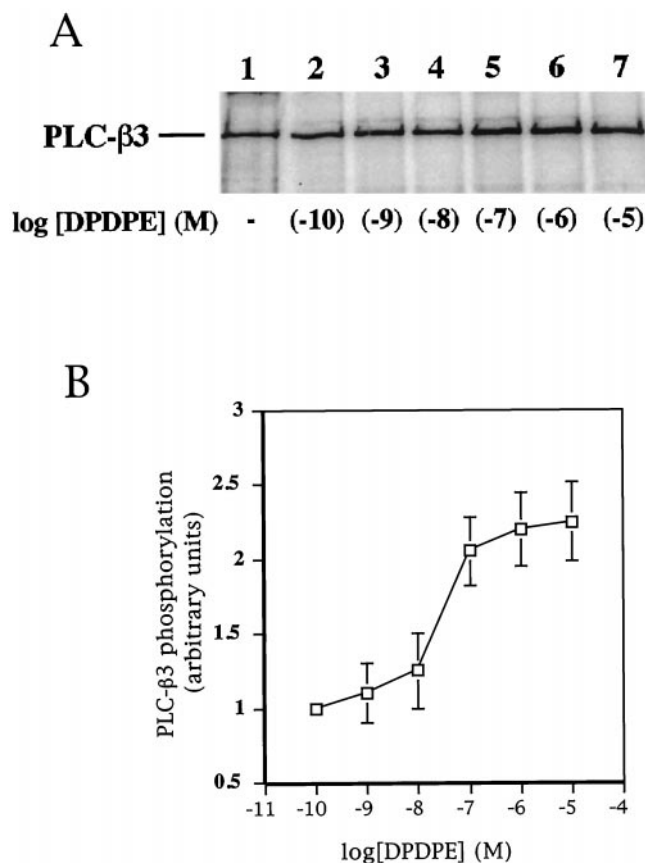 A
1 2 3 4 5 6 7
PLC-β3
log [DPDPE] (M) - (-10) (-9) (-8) (-7) (-6) (-5)
B
3
2.5
2
1.5
1
0.5
PLC-β3 phosphorylation
(arbitrary units)
-11 -10 -9 -8 -7 -6 -5 -4
log[DPDPE] (M)